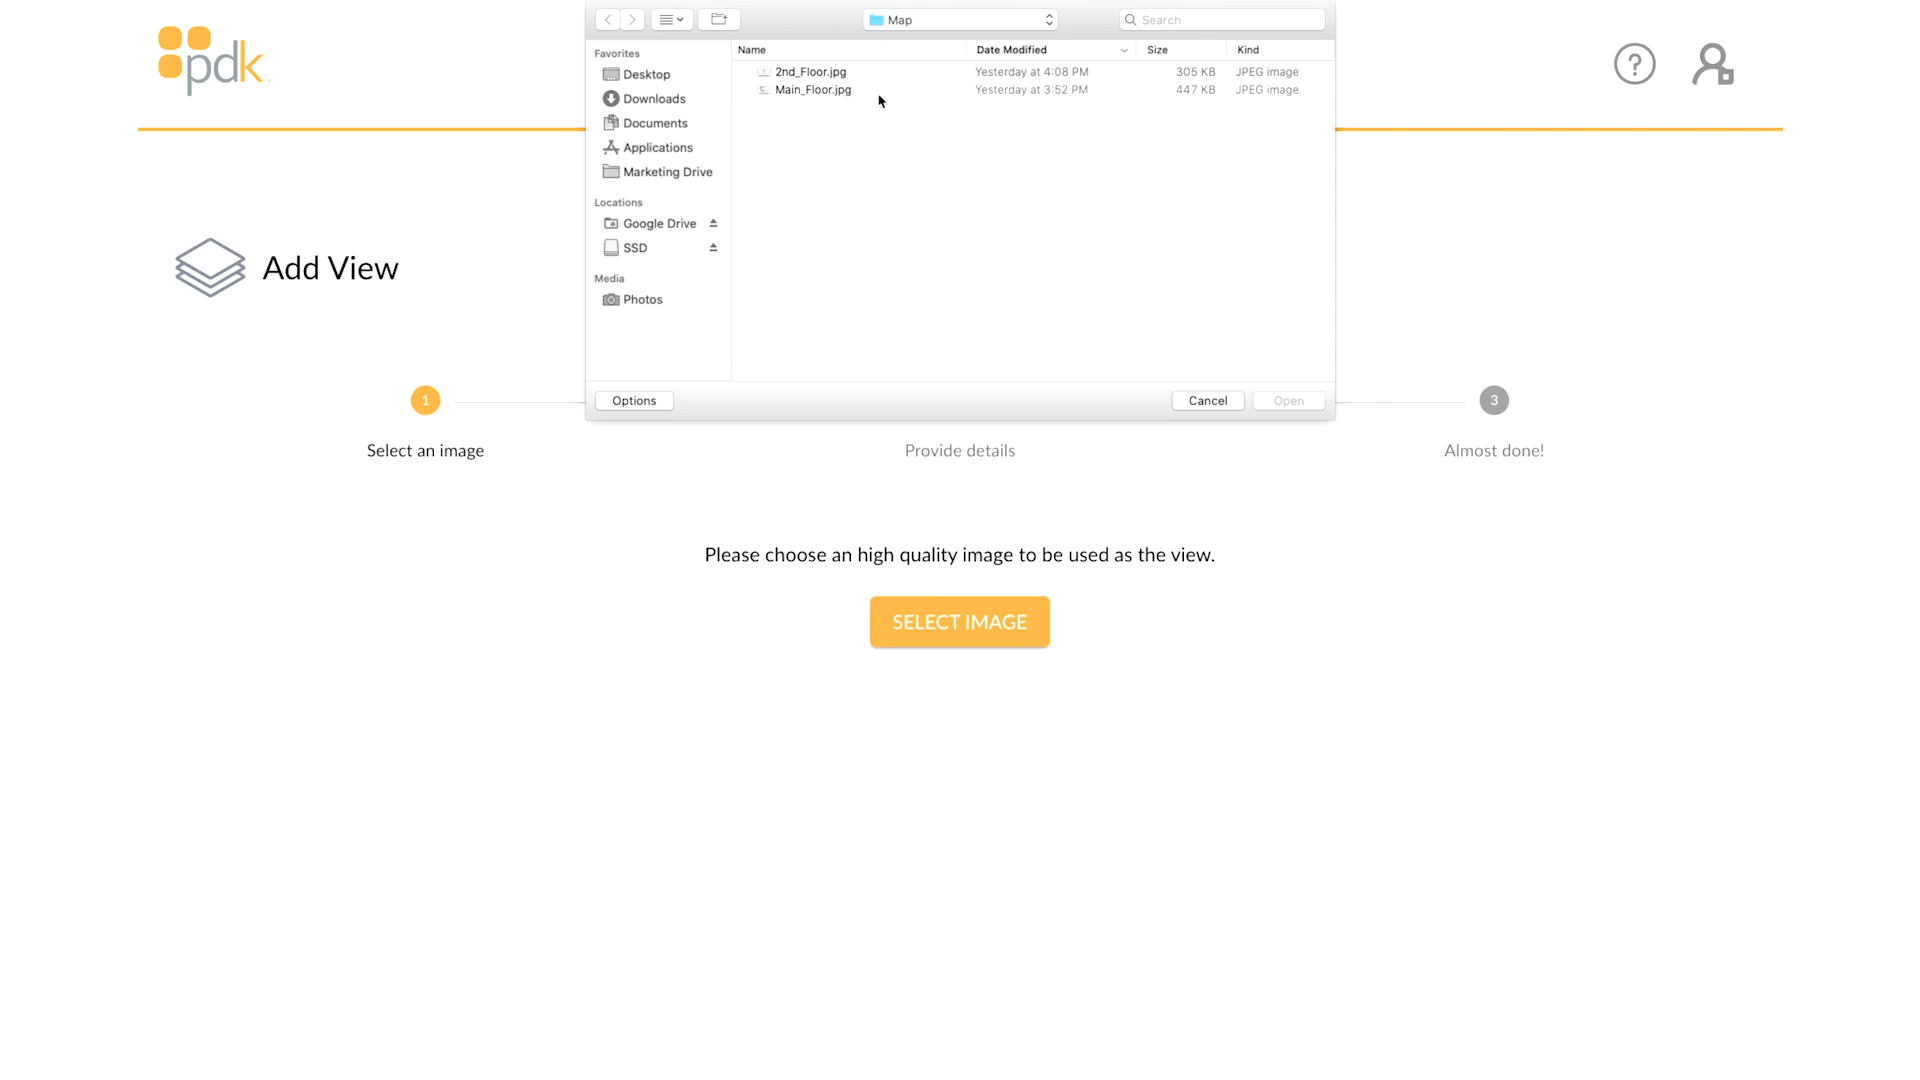 pdk
Map
Search
Favorites
Desktop
Downloads
Documents
Applications
Marketing Drive
Locations
Google Drive
SSD
Media
Photos
Name Date Modified Size Kind
2nd_Floor.jpg Yesterday at 4:08 PM 305 KB JPEG image
Main_Floor.jpg Yesterday at 3:52 PM 447 KB JPEG image
Options Cancel Open
?
Add View
1 3
Select an image Provide details Almost done!
Please choose an high quality image to be used as the view.
SELECT IMAGE